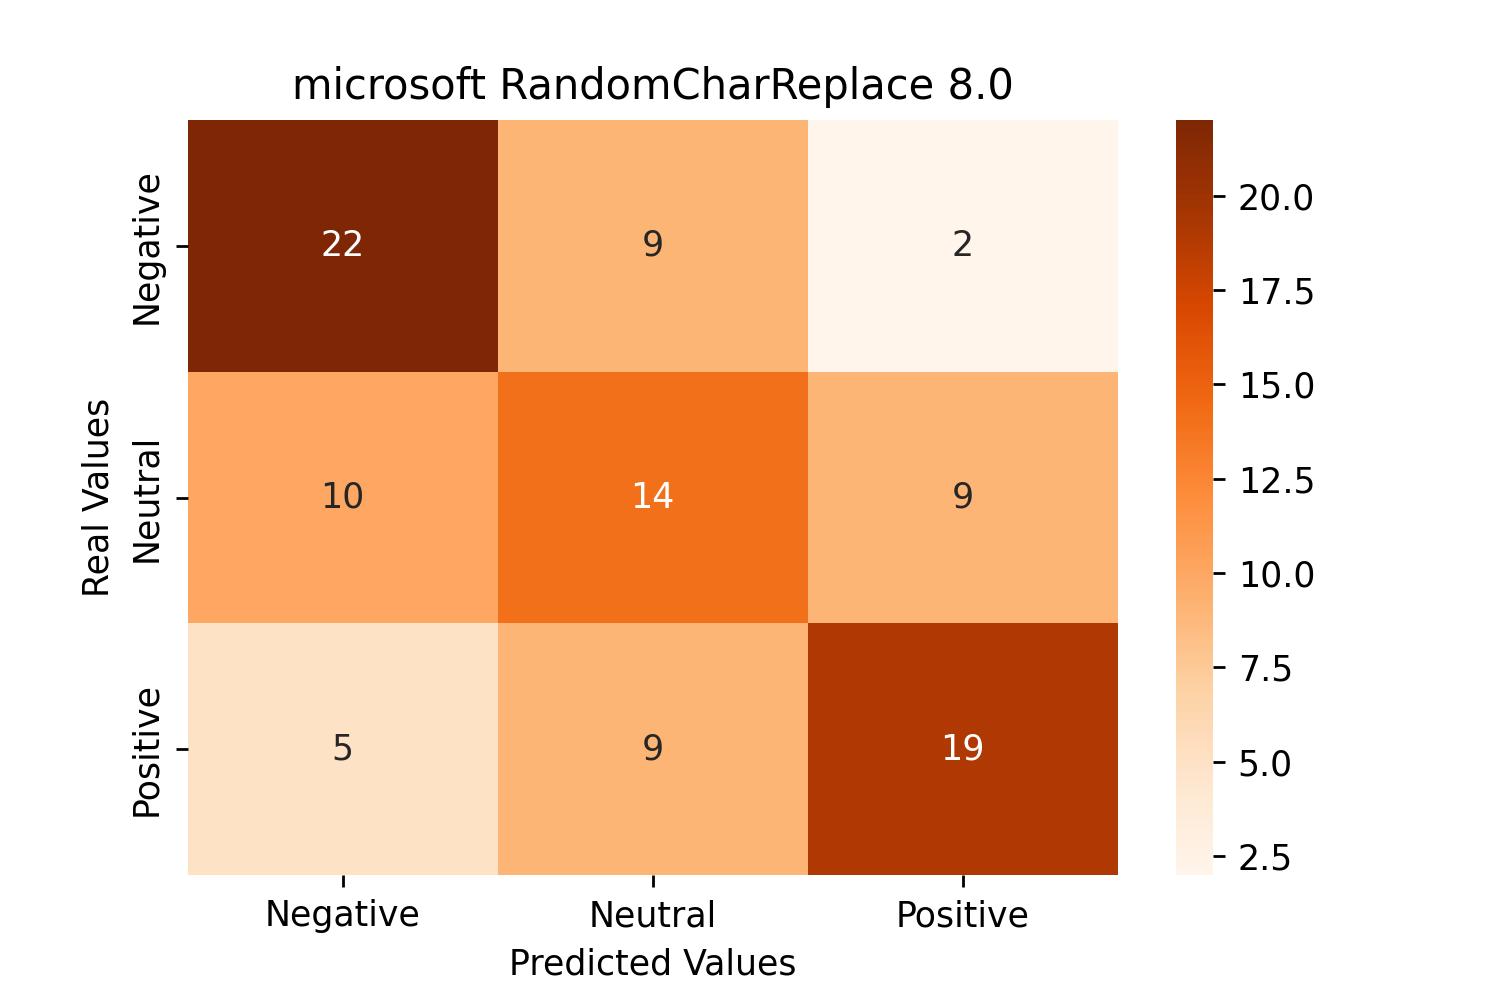 microsoft RandomCharReplace 8.0
Real Values
Negative
22 9 2
Neutral
10 14 9
Positive
5 9 19
Negative Neutral Positive
Predicted Values
20.0
17.5
15.0
12.5
10.0
7.5
5.0
2.5